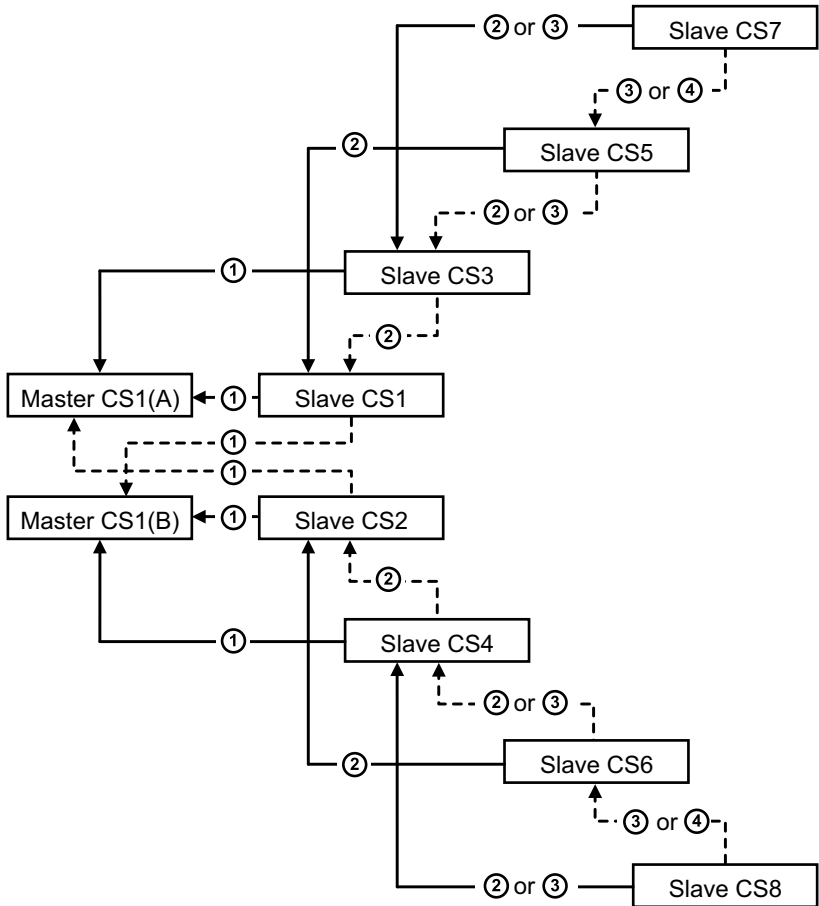 ② or ③
Slave CS7
③ or ④
②
Slave CS5
② or ③
①
Slave CS3
②
Master CS1(A)
①
Slave CS1
①
①
Master CS1(B)
①
Slave CS2
②
①
Slave CS4
② or ③
②
Slave CS6
③ or ④
② or ③
Slave CS8